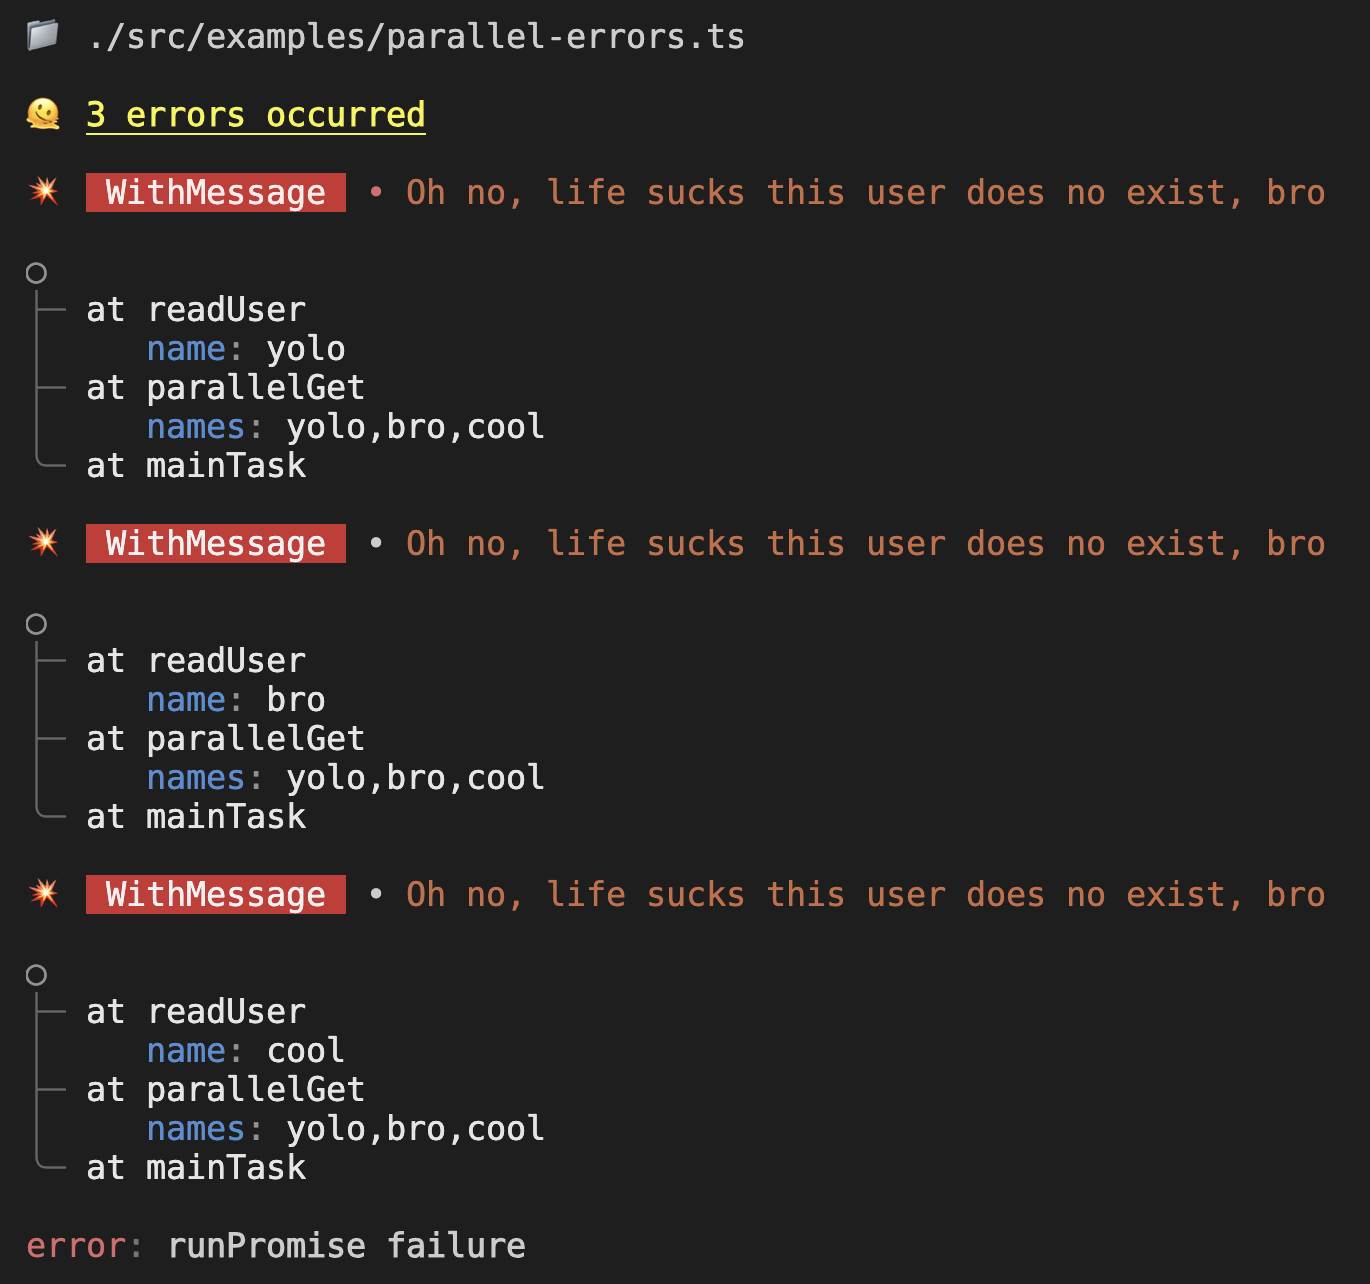 ./src/examples/parallel-errors.ts
3 errors occurred
WithMessage • Oh no, life sucks this user does no exist, bro
at readUser
name: yolo
at parallelGet
names: yolo,bro,cool
at mainTask
WithMessage • Oh no, life sucks this user does no exist, bro
at readUser
name: bro
at parallelGet
names: yolo,bro,cool
at mainTask
WithMessage • Oh no, life sucks this user does no exist, bro
at readUser
name: cool
at parallelGet
names: yolo,bro,cool
at mainTask
error: runPromise failure